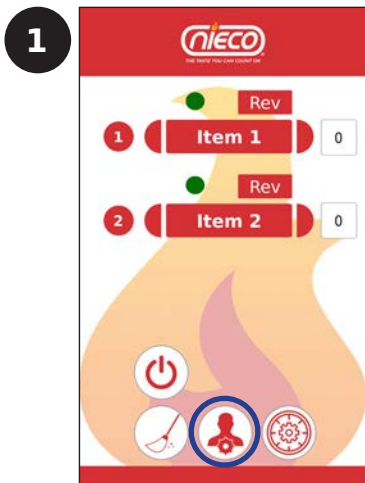 1
nieco
THE TASTE YOU CAN COUNT ON
Rev
1 Item 1 0
Rev
2 Item 2 0